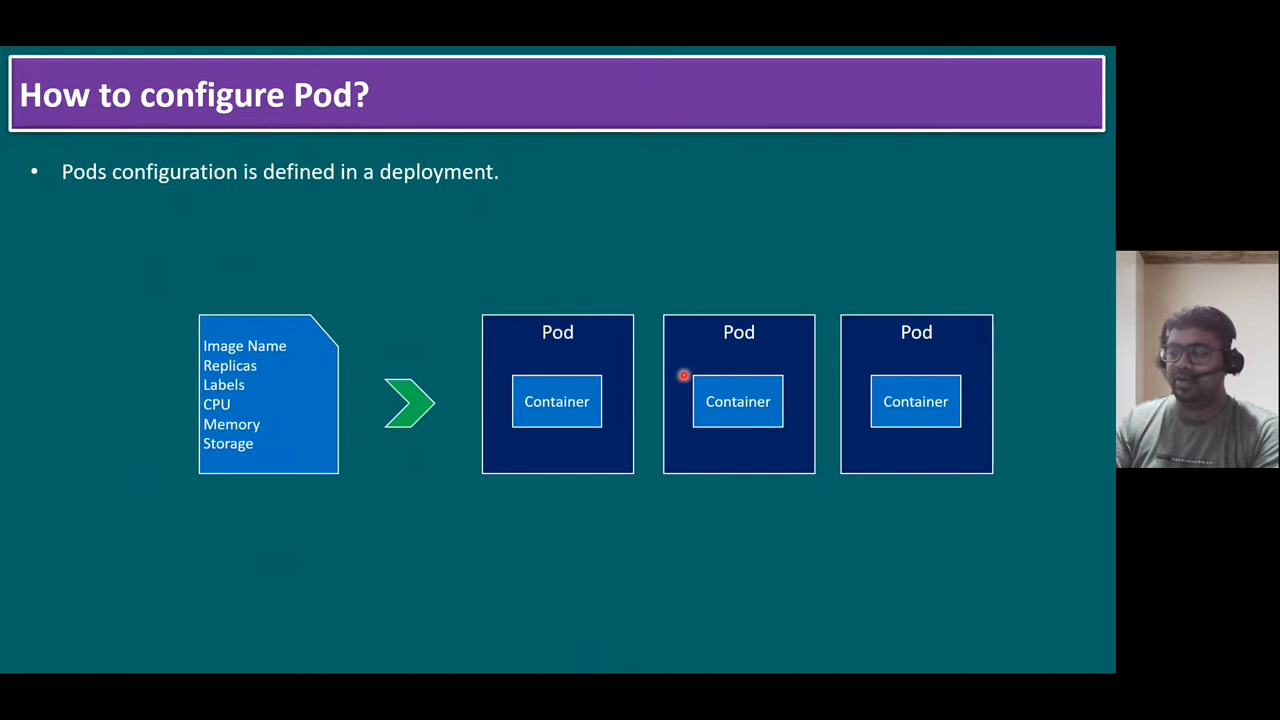 How to configure Pod?
• Pods configuration is defined in a deployment.
Image Name
Replicas
Labels
CPU
Memory
Storage
Pod
Container
Pod
Container
Pod
Container